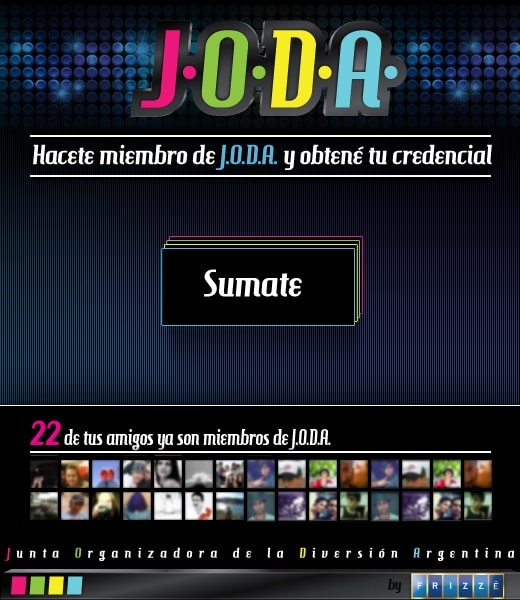 J.O.D.A.
Hacete miembro de J.O.D.A. y obtené tu credencial
Sumate
22 de tus amigos ya son miembros de J.O.D.A.
Junta Organizadora de la Diversión Argentina
by FRIZZÉ